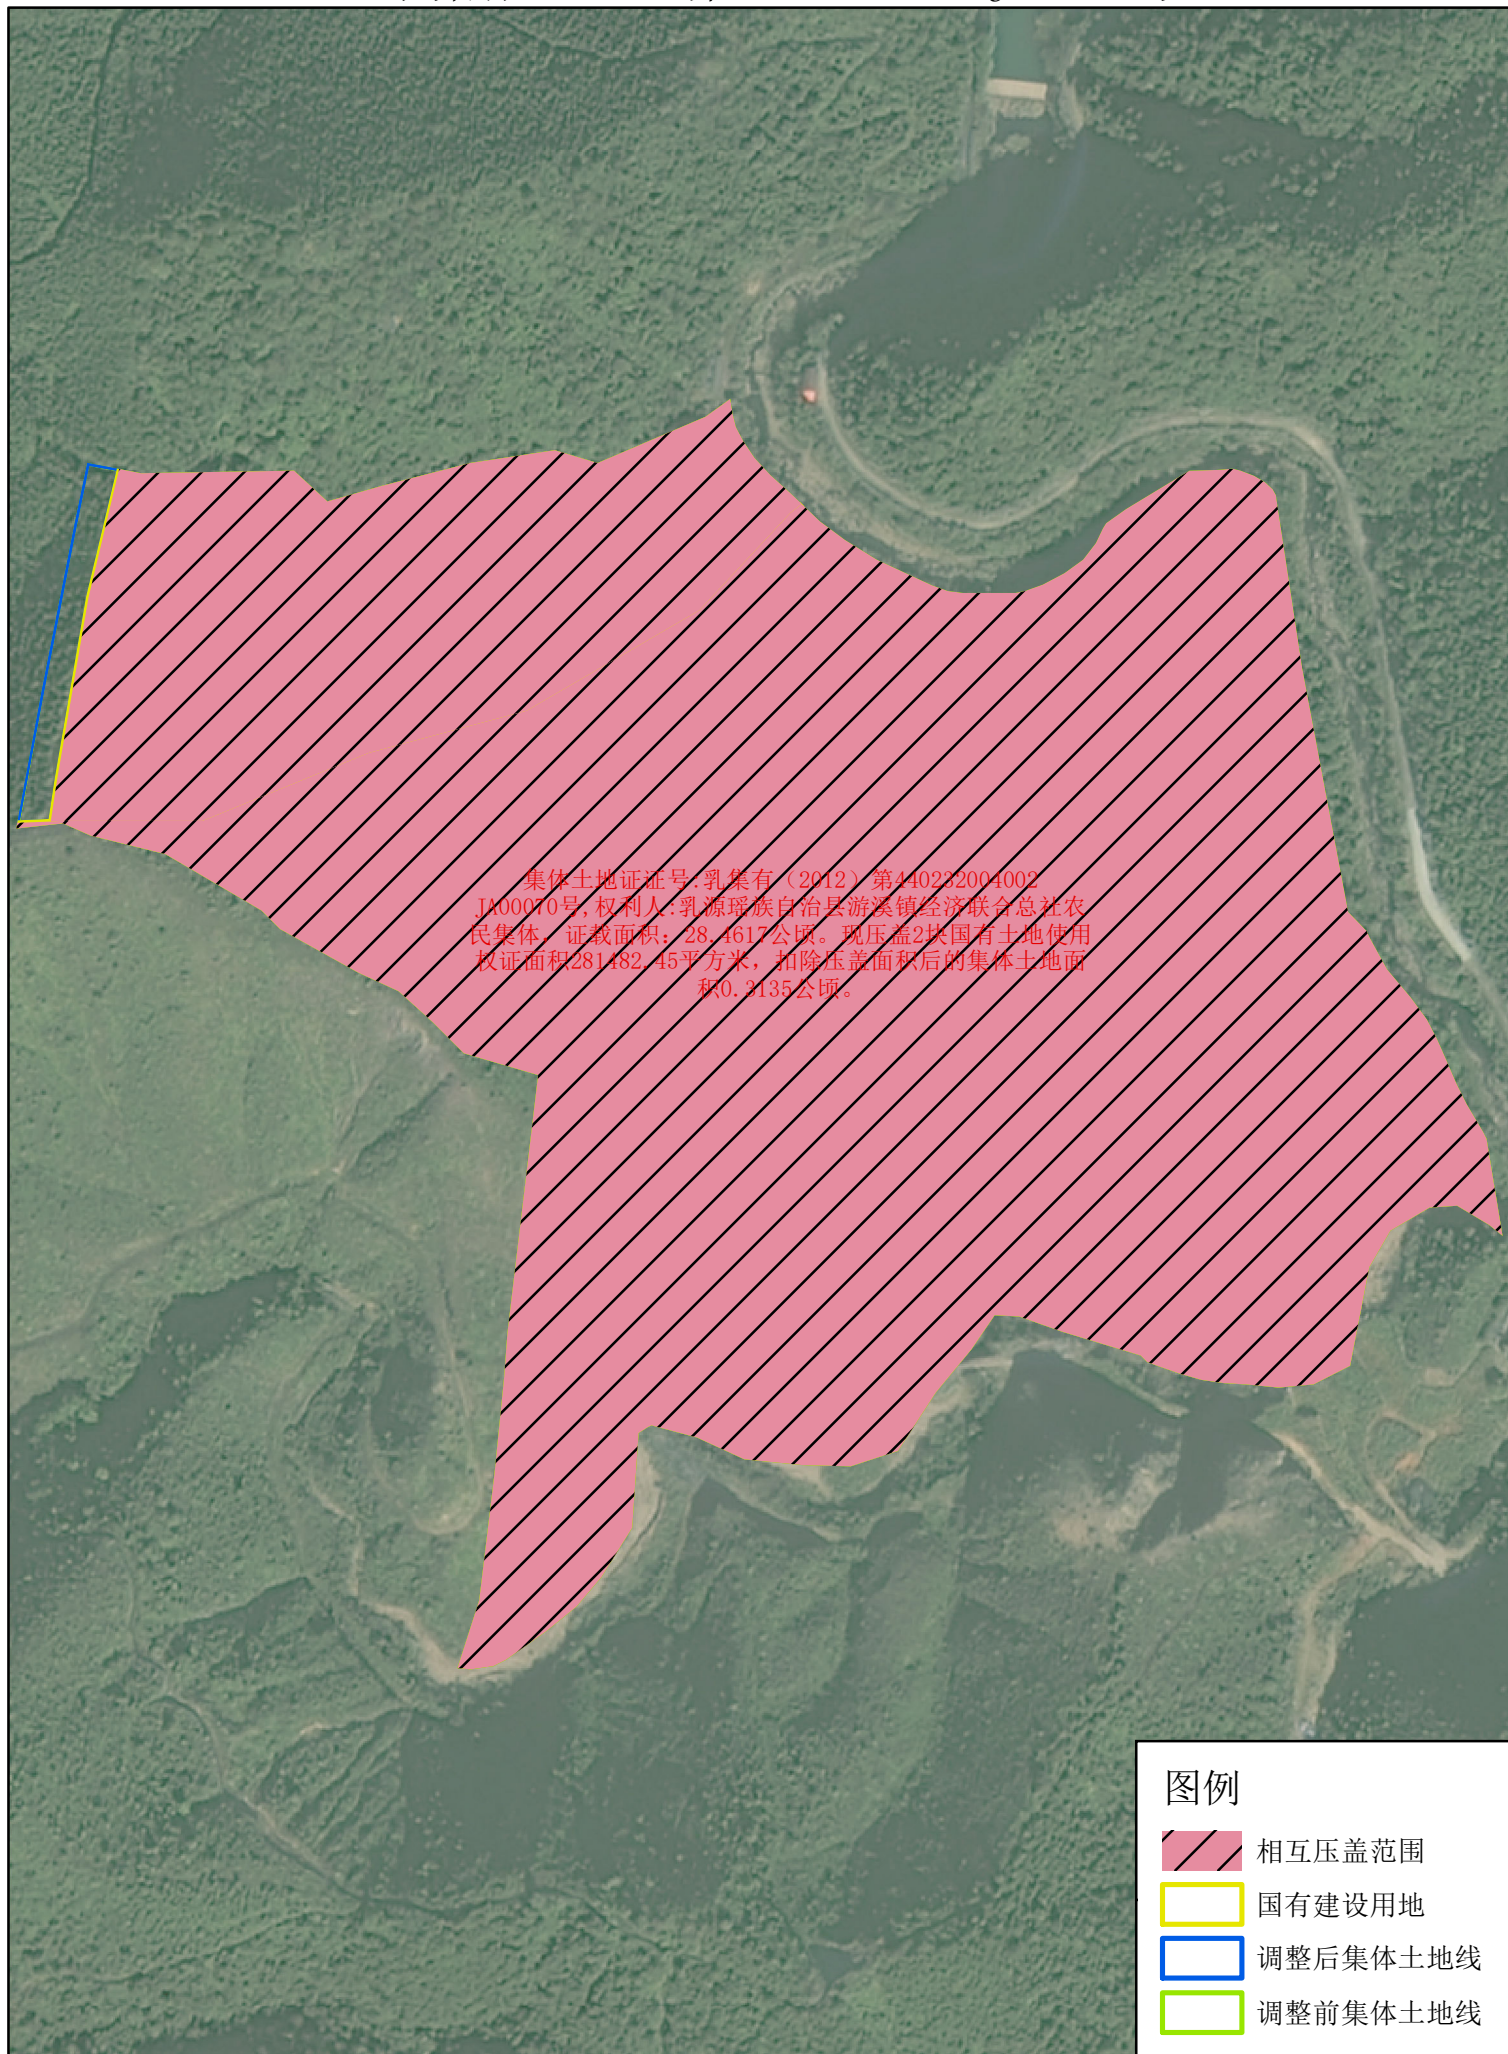 集体土地证证号:乳集有（2012）第440232004002
JA00070号,权利人:乳源瑶族自治县游溪镇经济联合总社农
民集体，证载面积：28.4617公顷。现压盖2块国有土地使用
权证面积281482.45平方米，扣除压盖面积后的集体土地面
积0.3135公顷。
图例
相互压盖范围
国有建设用地
调整后集体土地线
调整前集体土地线